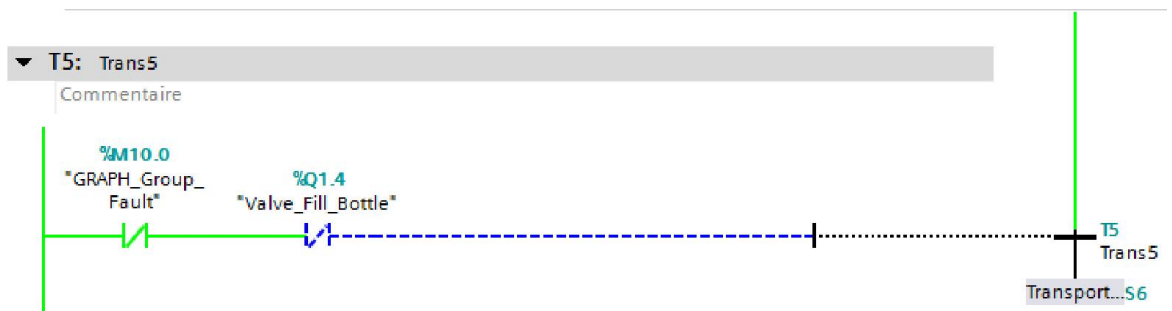 T5: Trans5
Commentaire
%M10.0
"GRAPH_Group_
Fault"
%Q1.4
"Valve_Fill_Bottle"
T5
Trans5
Transport...S6